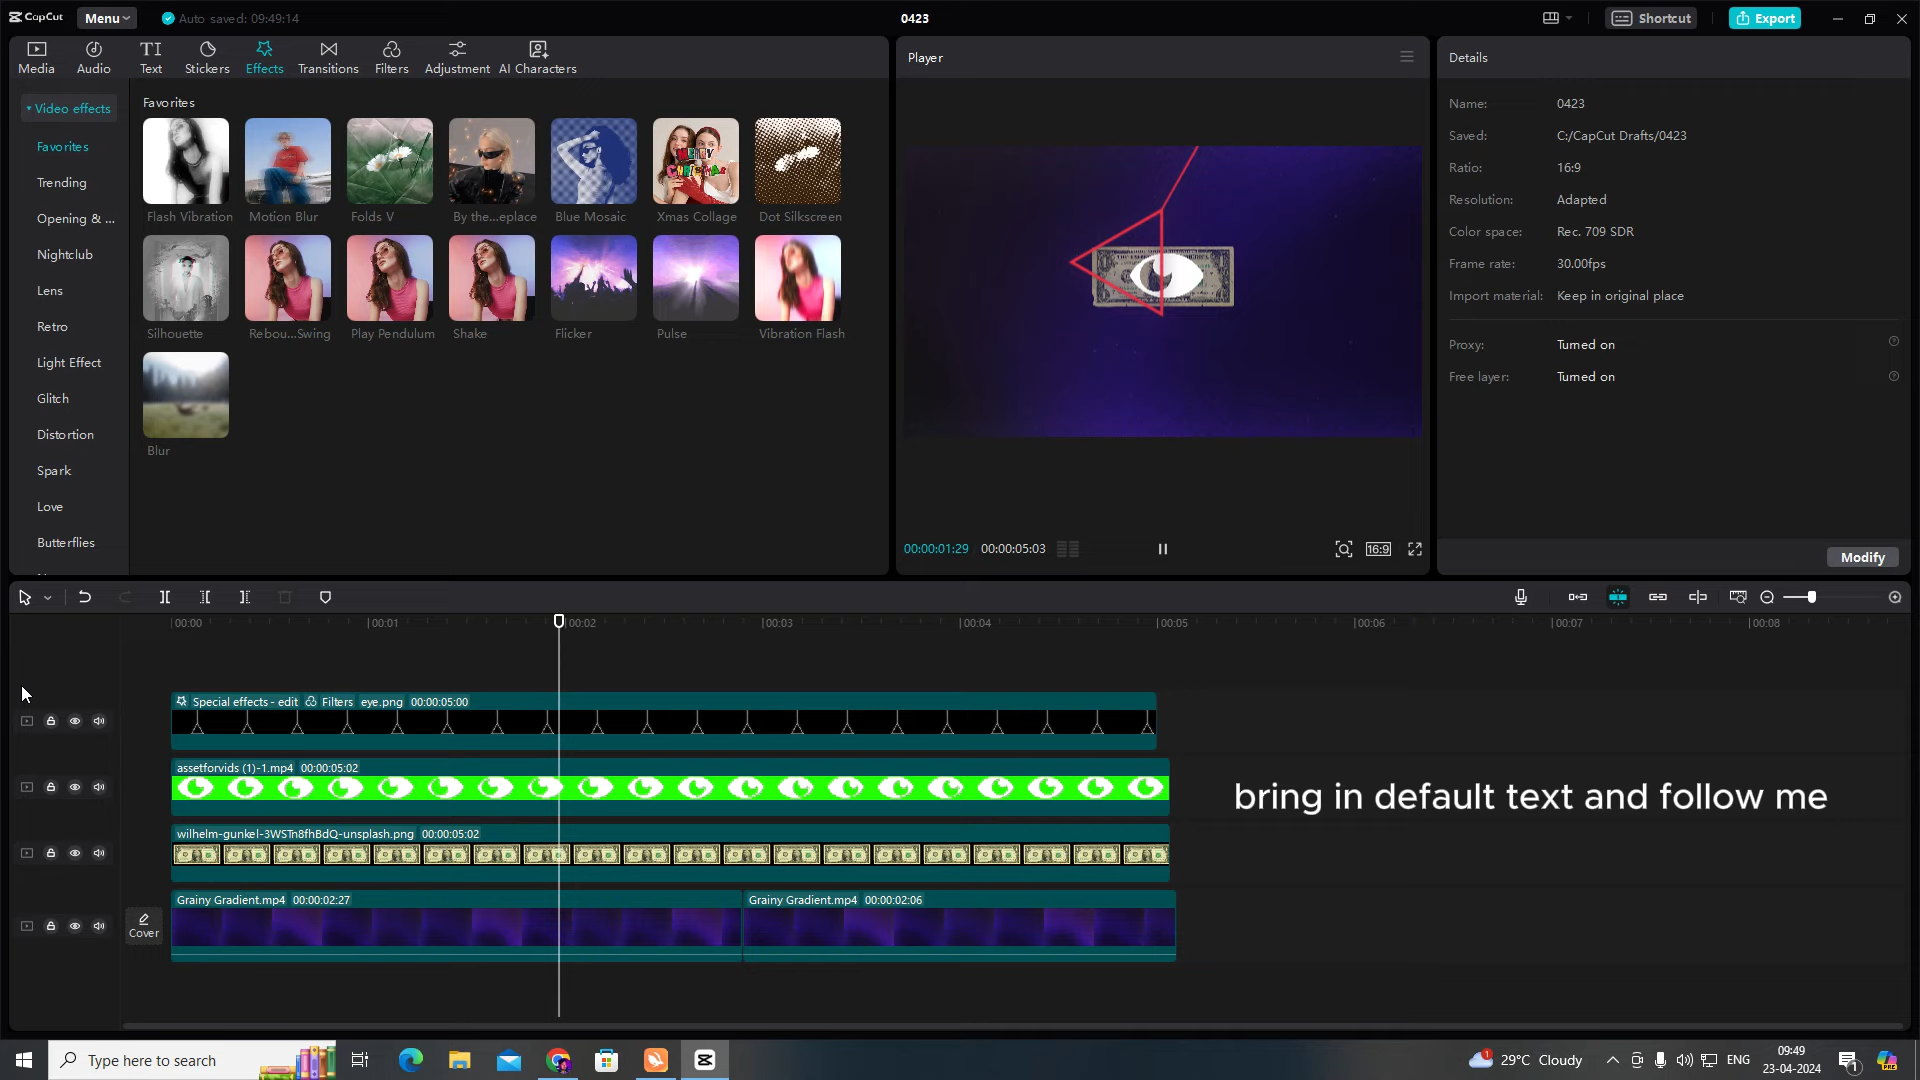 CapCut
Menu
Auto saved: 09:49:14
0423
Shortcut
Export
Media
Audio
TI
Text
Stickers
Effects
Transitions
Filters
Adjustment
AI Characters
Player
Details
Video effects
Favorites
Trending
Opening & ...
Nightclub
Lens
Retro
Light Effect
Glitch
Distortion
Spark
Love
Butterflies
Favorites
Flash Vibration
Motion Blur
Folds V
By the...eplace
Blue Mosaic
MERRY CHRISTMAS
Xmas Collage
Dot Silkscreen
Silhouette
Rebou...Swing
Play Pendulum
Shake
Flicker
Pulse
Vibration Flash
Blur
00:00:01:29
00:00:05:03
16:9
Name: 0423
Saved: C:/CapCut Drafts/0423
Ratio: 16:9
Resolution: Adapted
Color space: Rec. 709 SDR
Frame rate: 30.00fps
Import material: Keep in original place
Proxy: Turned on
Free layer: Turned on
Modify
00:00
00:01
00:02
00:03
00:04
00:05
00:06
00:07
00:08
Special effects - edit Filters eye.png 00:00:05:00
assetforvids (1)-1.mp4 00:00:05:02
bring in default text and follow me
wilhelm-gunkel-3WSTn8fhBdQ-unsplash.png 00:00:05:02
Cover
Grainy Gradient.mp4 00:00:02:27
Grainy Gradient.mp4 00:00:02:06
Type here to search
1
29°C Cloudy
ENG
09:49
23-04-2024
1
PRE